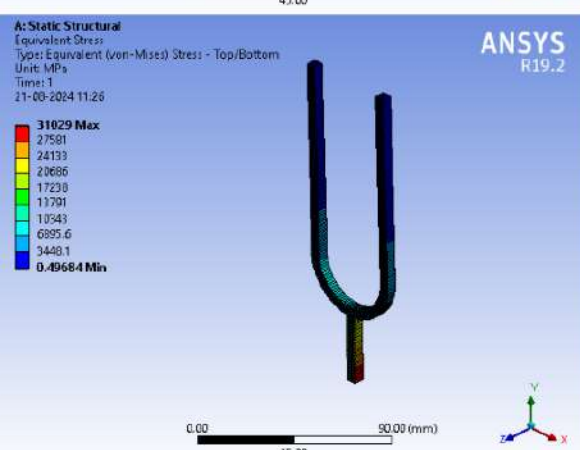 A: Static Structural
Equivalent Stress
Type: Equivalent (von-Mises) Stress - Top/Bottom
Unit: MPa
Time: 1
21-08-2024 11:26
31029 Max
27581
24133
20686
17238
13791
10343
6895.6
3448.1
0.49684 Min
ANSYS
R19.2
0.00
90.00 (mm)
45.00
Y
Z
X